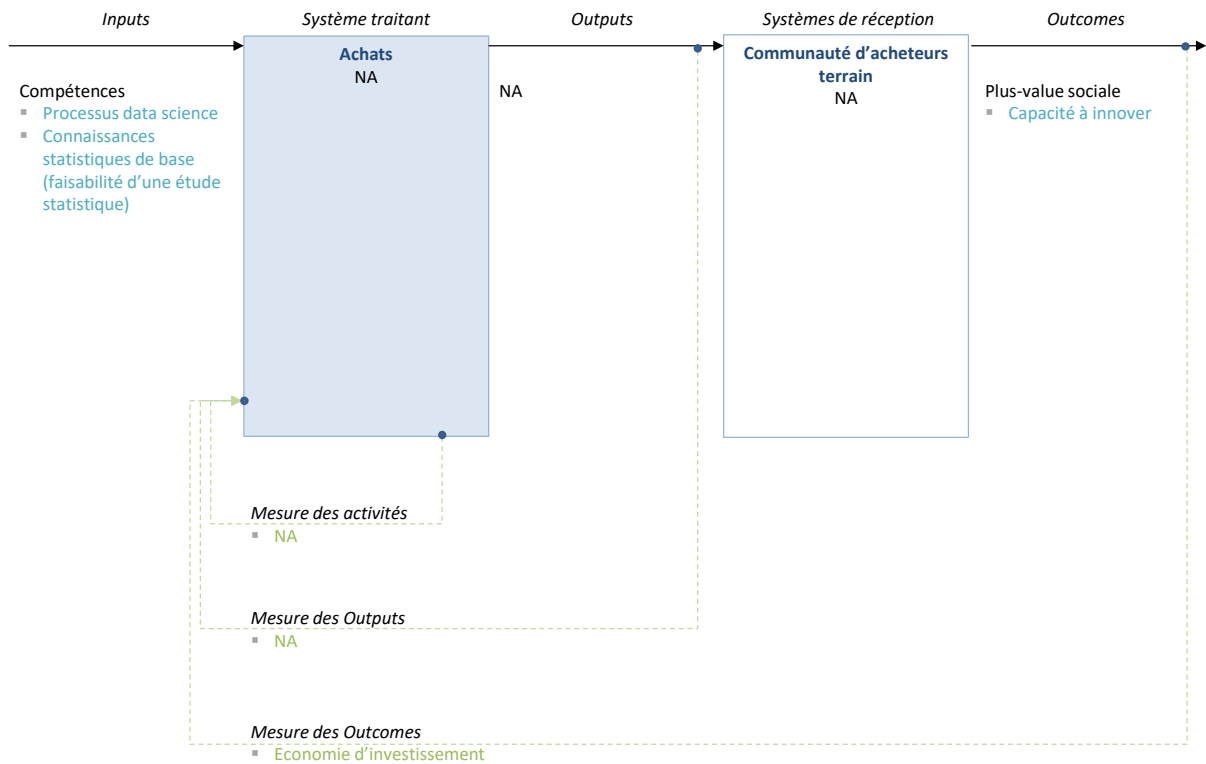 Inputs
Système traitant
Outputs
Systèmes de réception
Outcomes
Achats
NA
Communauté d'acheteurs
terrain
NA
Compétences
▪ Processus data science
▪ Connaissances
statistiques de base
(faisabilité d'une étude
statistique)
NA
Plus-value sociale
▪ Capacité à innover
Mesure des activités
▪ NA
Mesure des Outputs
▪ NA
Mesure des Outcomes
▪ Economie d'investissement